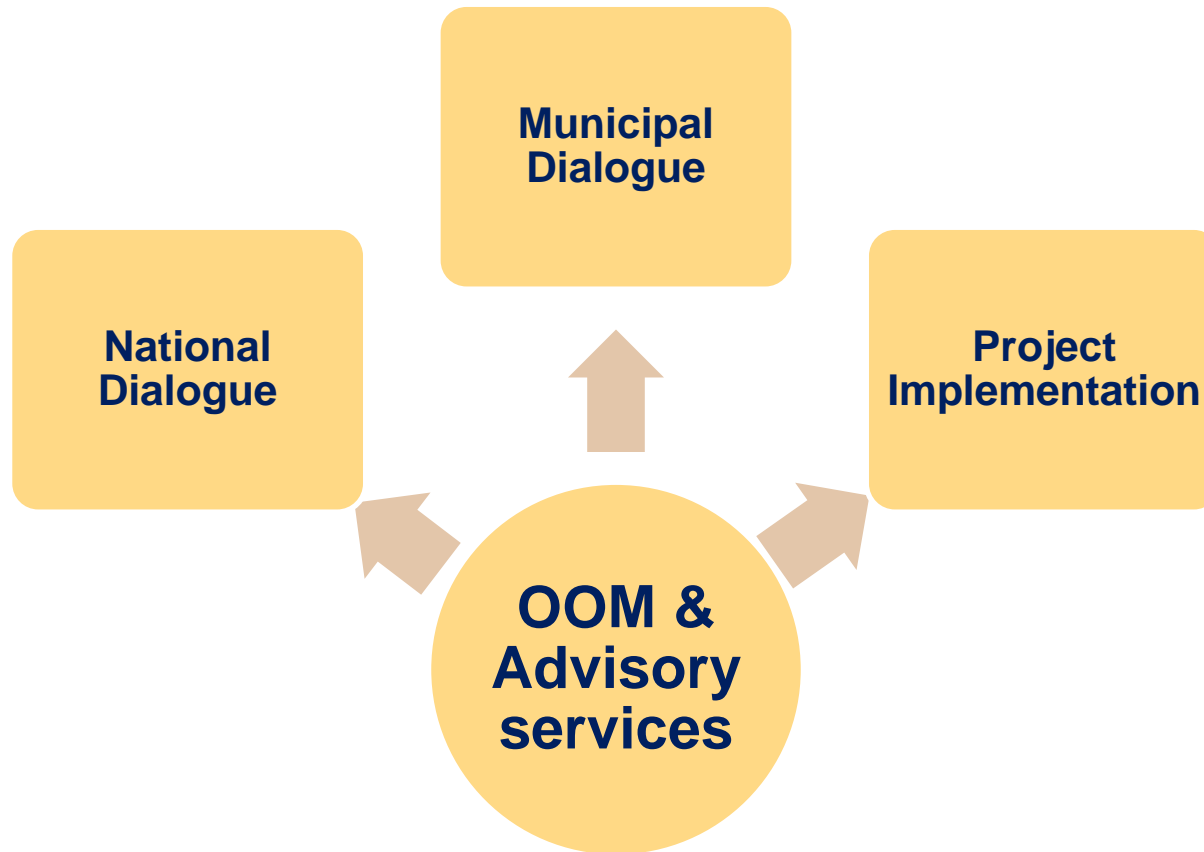 Municipal
Dialogue
National
Dialogue
Project
Implementation
OOM &
Advisory
services